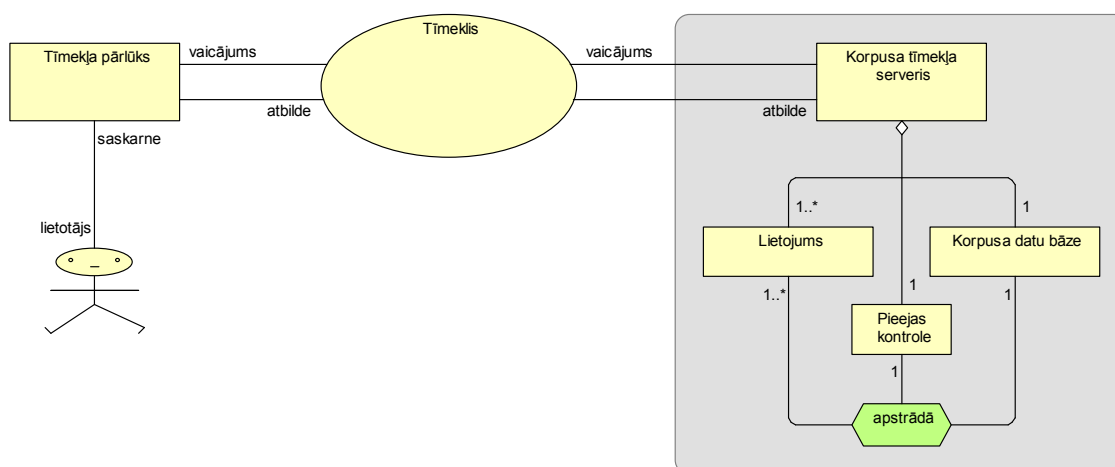 Tīmeklis
Tīmekļa pārlūks
vaicājums
vaicājums
Korpusa tīmekļa
serveris
atbilde
atbilde
saskarne
lietotājs
1..*
1
Lietojums
Korpusa datu bāze
1..*
1
1
Pieejas
kontrole
1
apstrādā